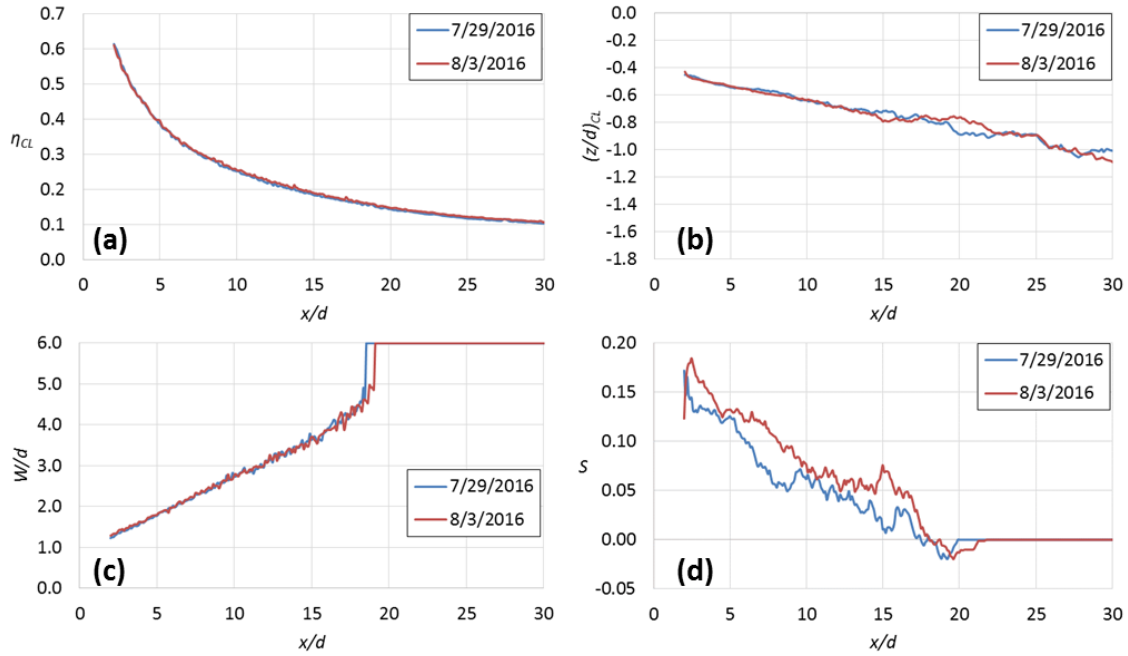 0.7
0.6
0.5
0.4
0.3
0.2
0.1
0.0
ηCL
(a)
0 5 10 15 20 25 30
x/d
7/29/2016
8/3/2016
0.0
-0.2
-0.4
-0.6
-0.8
-1.0
-1.2
-1.4
-1.6
-1.8
(z/d)CL
(b)
0 5 10 15 20 25 30
x/d
7/29/2016
8/3/2016
6.0
5.0
4.0
3.0
2.0
1.0
0.0
W/d
(c)
0 5 10 15 20 25 30
x/d
7/29/2016
8/3/2016
0.20
0.15
0.10
0.05
0.00
-0.05
S
(d)
0 5 10 15 20 25 30
x/d
7/29/2016
8/3/2016